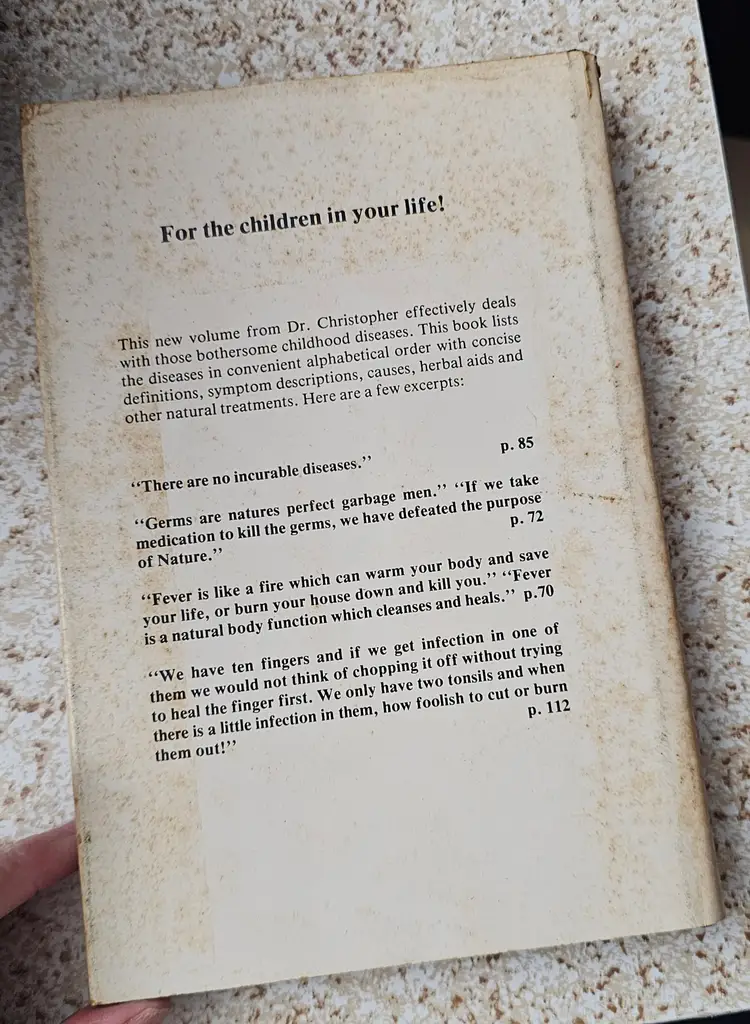 For the children in your life!
This new volume from Dr. Christopher effectively deals
with those bothersome childhood diseases. This book lists
the diseases in convenient alphabetical order with concise
definitions, symptom descriptions, causes, herbal aids and
other natural treatments. Here are a few excerpts:
“There are no incurable diseases.” p. 85
“Germs are natures perfect garbage men.” “If we take
medication to kill the germs, we have defeated the purpose
of Nature.” p. 72
“Fever is like a fire which can warm your body and save
your life, or burn your house down and kill you.” “Fever
is a natural body function which cleanses and heals.” p.70
“We have ten fingers and if we get infection in one of
them we would not think of chopping it off without trying
to heal the finger first. We only have two tonsils and when
there is a little infection in them, how foolish to cut or burn
them out!” p. 112